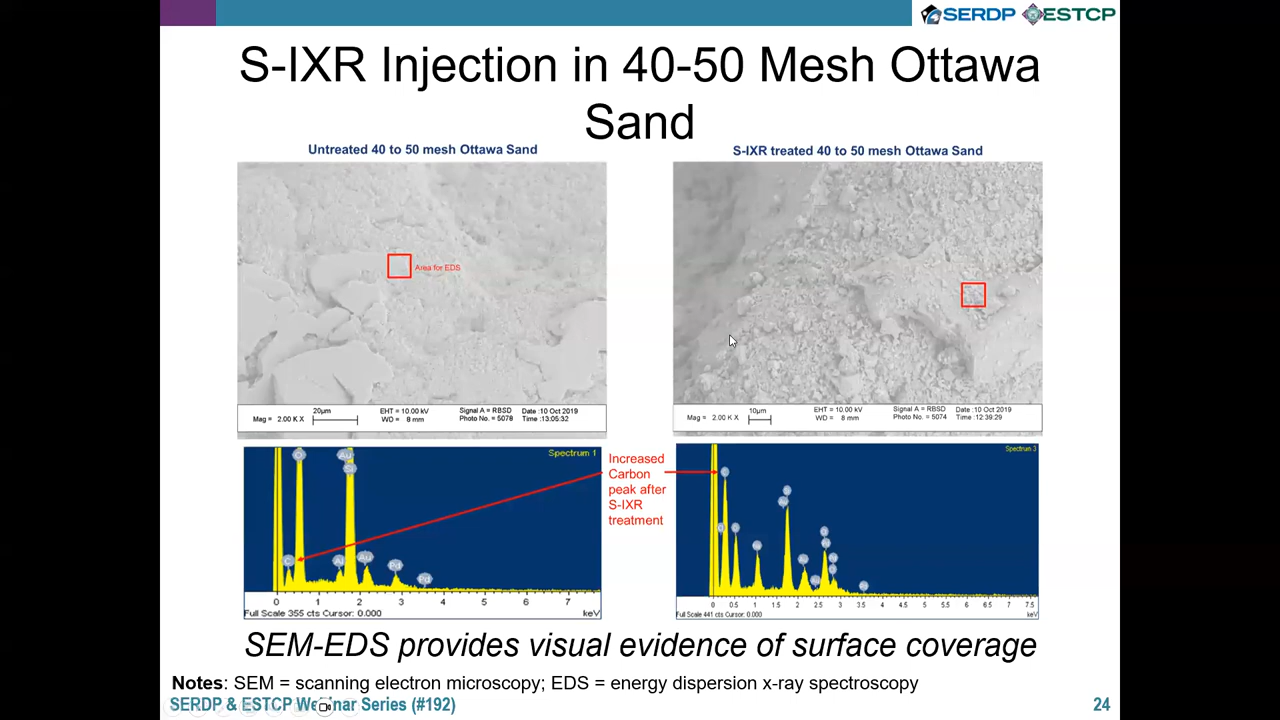 SERDP ESTCP
S-IXR Injection in 40-50 Mesh Ottawa
Sand
Untreated 40 to 50 mesh Ottawa Sand
Area for EDS
Mag = 2.00 K X 20µm EHT = 10.00 kV Signal A = RBSD Date :10 Oct 2019
WD = 8 mm Photo No. = 5078 Time :13:05:32
S-IXR treated 40 to 50 mesh Ottawa Sand
Mag = 2.00 K X 10µm EHT = 10.00 kV Signal A = RBSD Date :10 Oct 2019
WD = 8 mm Photo No. = 5074 Time :12:39:29
Spectrum 1
O Au
Si
C Al Au Pd Pd
0 1 2 3 4 5 6 7
Full Scale 355 cts Cursor: 0.000 keV
Increased
Carbon
peak after
S-IXR
treatment
Spectrum 3
0 0.5 1 1.5 2 2.5 3 3.5 4 4.5 5 5.5 6 6.5 7 7.5
Full Scale 441 cts Cursor: 0.000 keV
SEM-EDS provides visual evidence of surface coverage
Notes: SEM = scanning electron microscopy; EDS = energy dispersion x-ray spectroscopy
SERDP & ESTCP Webinar Series (#192)
24